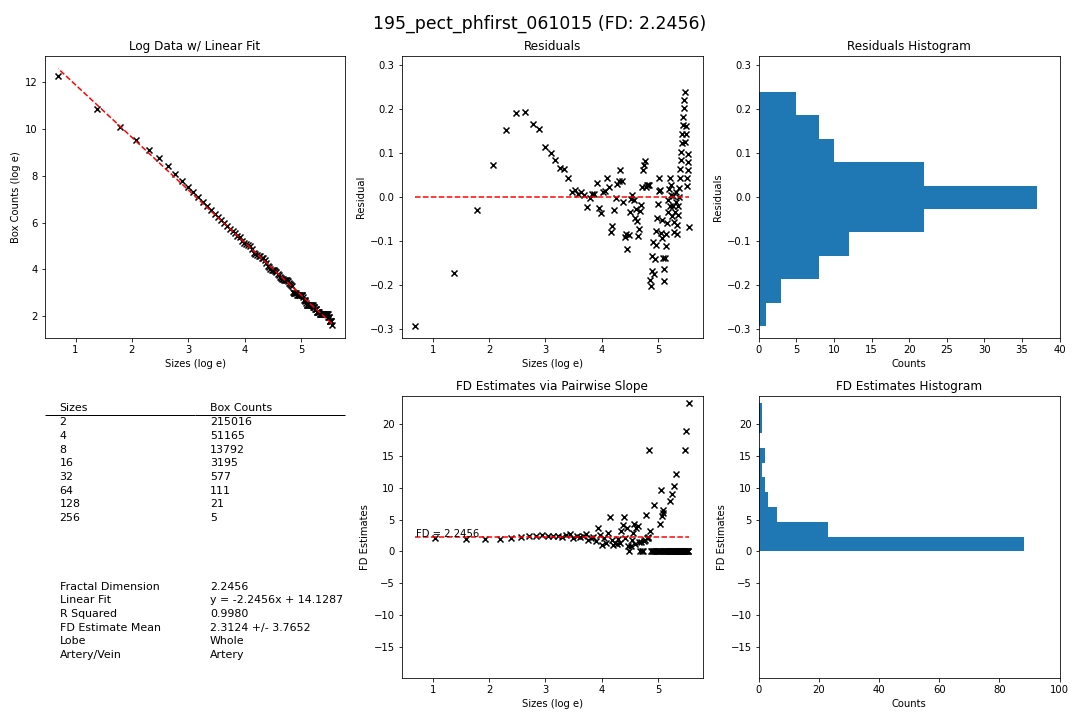 195_pect_phfirst_061015 (FD: 2.2456)
Log Data w/ Linear Fit
Box Counts (log e)
12
10
8
6
4
2
1 2 3 4 5
Sizes (log e)
Residuals
Residual
0.3
0.2
0.1
0.0
−0.1
−0.2
−0.3
1 2 3 4 5
Sizes (log e)
Residuals Histogram
Residuals
0.3
0.2
0.1
0.0
−0.1
−0.2
−0.3
0 5 10 15 20 25 30 35 40
Counts
Sizes Box Counts
2 215016
4 51165
8 13792
16 3195
32 577
64 111
128 21
256 5
Fractal Dimension 2.2456
Linear Fit y = -2.2456x + 14.1287
R Squared 0.9980
FD Estimate Mean 2.3124 +/- 3.7652
Lobe Whole
Artery/Vein Artery
FD Estimates via Pairwise Slope
FD Estimates
20
15
10
5
0
−5
−10
−15
FD = 2.2456
1 2 3 4 5
Sizes (log e)
FD Estimates Histogram
FD Estimates
20
15
10
5
0
−5
−10
−15
0 20 40 60 80 100
Counts